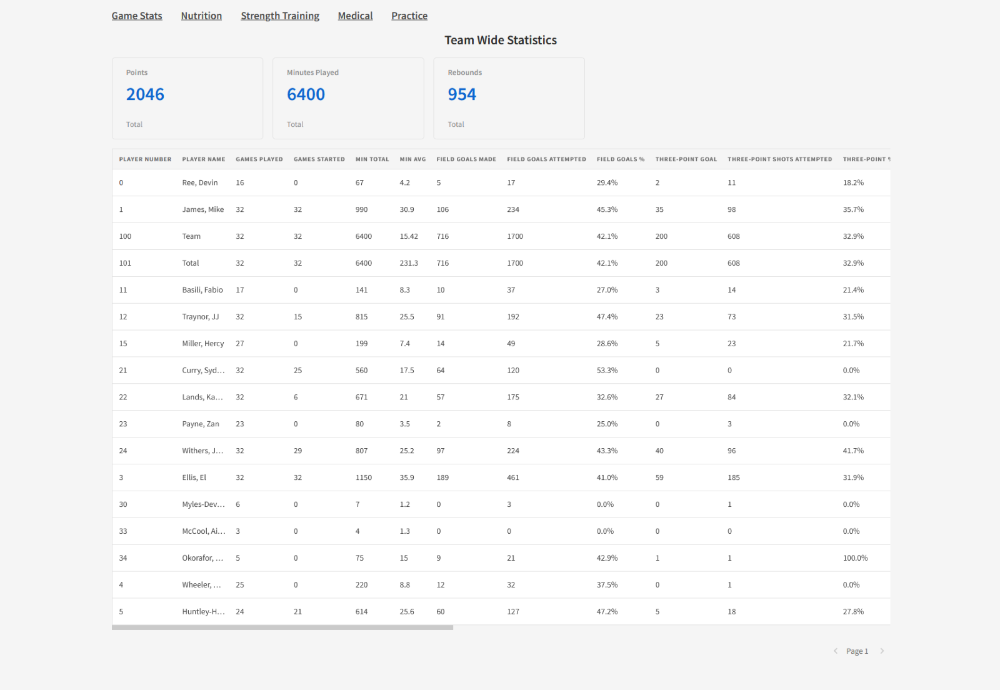 Game Stats Nutrition Strength Training Medical Practice
Team Wide Statistics
Points Minutes Played Rebounds
2046 6400 954
Total Total Total
PLAYER NUMBER PLAYER NAME GAMES PLAYED GAMES STARTED MIN TOTAL MIN AVG FIELD GOALS MADE FIELD GOALS ATTEMPTED FIELD GOALS % THREE-POINT GOAL THREE-POINT SHOTS ATTEMPTED THREE-POINT %
0 Ree, Devin 16 0 67 4.2 5 17 29.4% 2 11 18.2%
1 James, Mike 32 32 990 30.9 106 234 45.3% 35 98 35.7%
100 Team 32 32 6400 15.42 716 1700 42.1% 200 608 32.9%
101 Total 32 32 6400 231.3 716 1700 42.1% 200 608 32.9%
11 Basili, Fabio 17 0 141 8.3 10 37 27.0% 3 14 21.4%
12 Traynor, JJ 32 15 815 25.5 91 192 47.4% 23 73 31.5%
15 Miller, Hercy 27 0 199 7.4 14 49 28.6% 5 23 21.7%
21 Curry, Syd... 32 25 560 17.5 64 120 53.3% 0 0 0.0%
22 Lands, Ka... 32 6 671 21 57 175 32.6% 27 84 32.1%
23 Payne, Zan 23 0 80 3.5 2 8 25.0% 0 3 0.0%
24 Withers, J... 32 29 807 25.2 97 224 43.3% 40 96 41.7%
3 Ellis, El 32 32 1150 35.9 189 461 41.0% 59 185 31.9%
30 Myles-Dev... 6 0 7 1.2 0 3 0.0% 0 1 0.0%
33 McCool, Ai... 3 0 4 1.3 0 0 0.0% 0 0 0.0%
34 Okorafor, ... 5 0 75 15 9 21 42.9% 1 1 100.0%
4 Wheeler, ... 25 0 220 8.8 12 32 37.5% 0 1 0.0%
5 Huntley-H... 24 21 614 25.6 60 127 47.2% 5 18 27.8%
Page 1